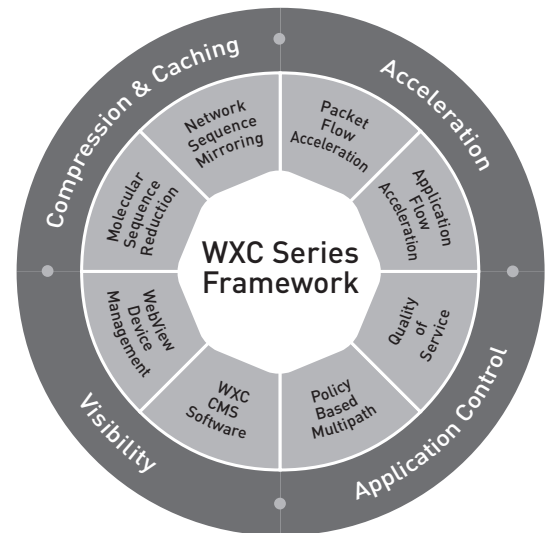 Compression & Caching
Acceleration
Network
Sequence
Mirroring
Packet
Flow
Acceleration
Molecular
Sequence
Reduction
Application
Flow
Acceleration
WXC Series
Framework
WebView
Device
Management
Quality
of
Service
WXC
CMS
Software
Policy
Based
Multipath
Visibility
Application Control